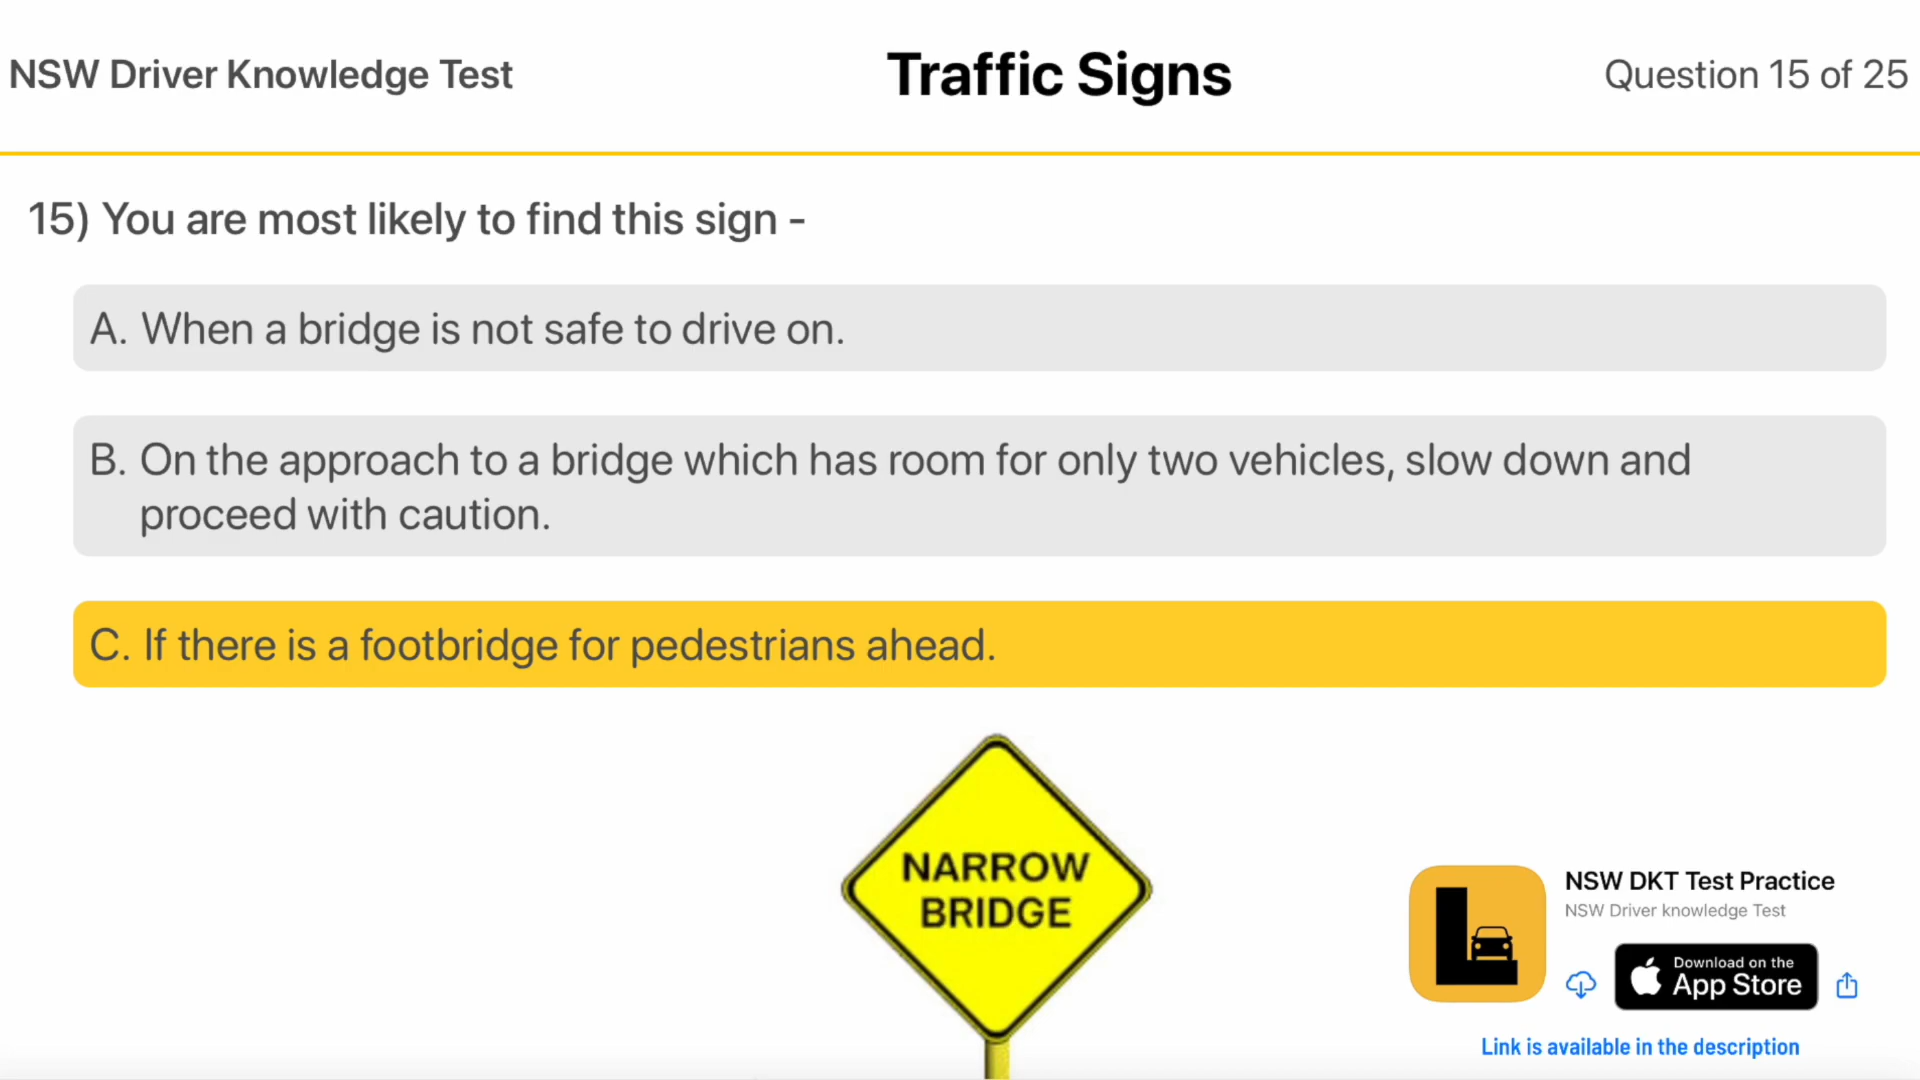 NSW Driver Knowledge Test
Traffic Signs
Question 15 of 25
15) You are most likely to find this sign -
A. When a bridge is not safe to drive on.
B. On the approach to a bridge which has room for only two vehicles, slow down and
proceed with caution.
C. If there is a footbridge for pedestrians ahead.
NARROW
BRIDGE
NSW DKT Test Practice
NSW Driver knowledge Test
Download on the
App Store
Link is available in the description